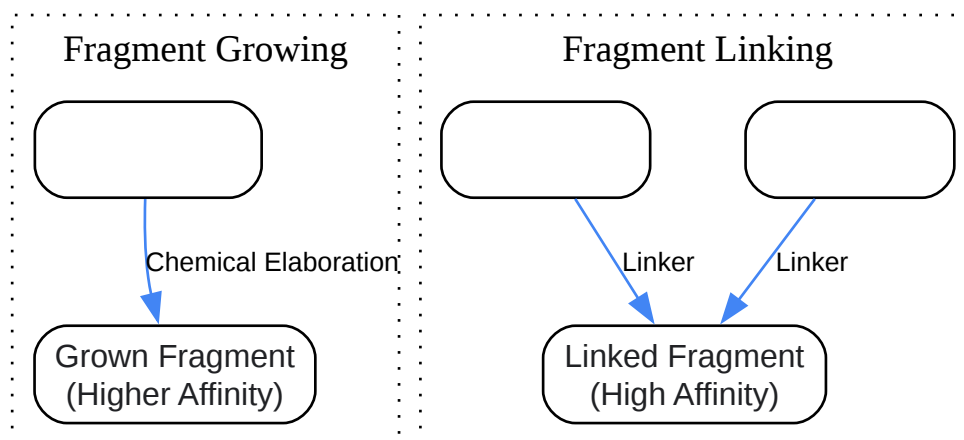 Fragment Growing
Chemical Elaboration
Grown Fragment
(Higher Affinity)
Fragment Linking
Linker
Linker
Linked Fragment
(High Affinity)